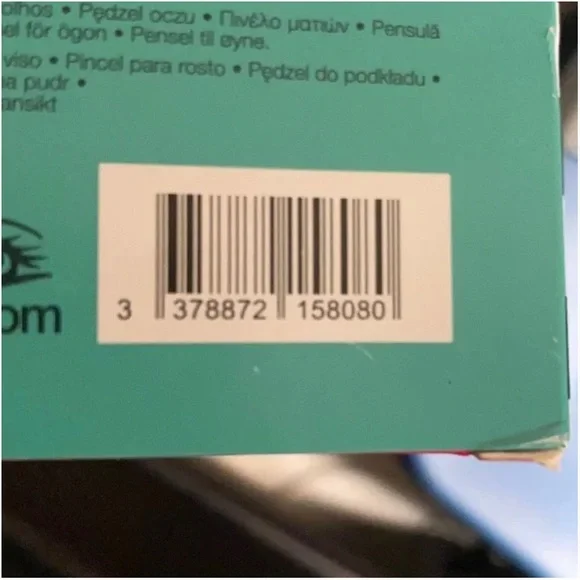 olhos • Pędzel oczu • Πινέλο ματιών • Pensulă
el för ögon • Pensel til øyne.
viso • Pincel para rosto • Pędzel do podkładu •
a pudr •
ansikt
om
3 378872 158080